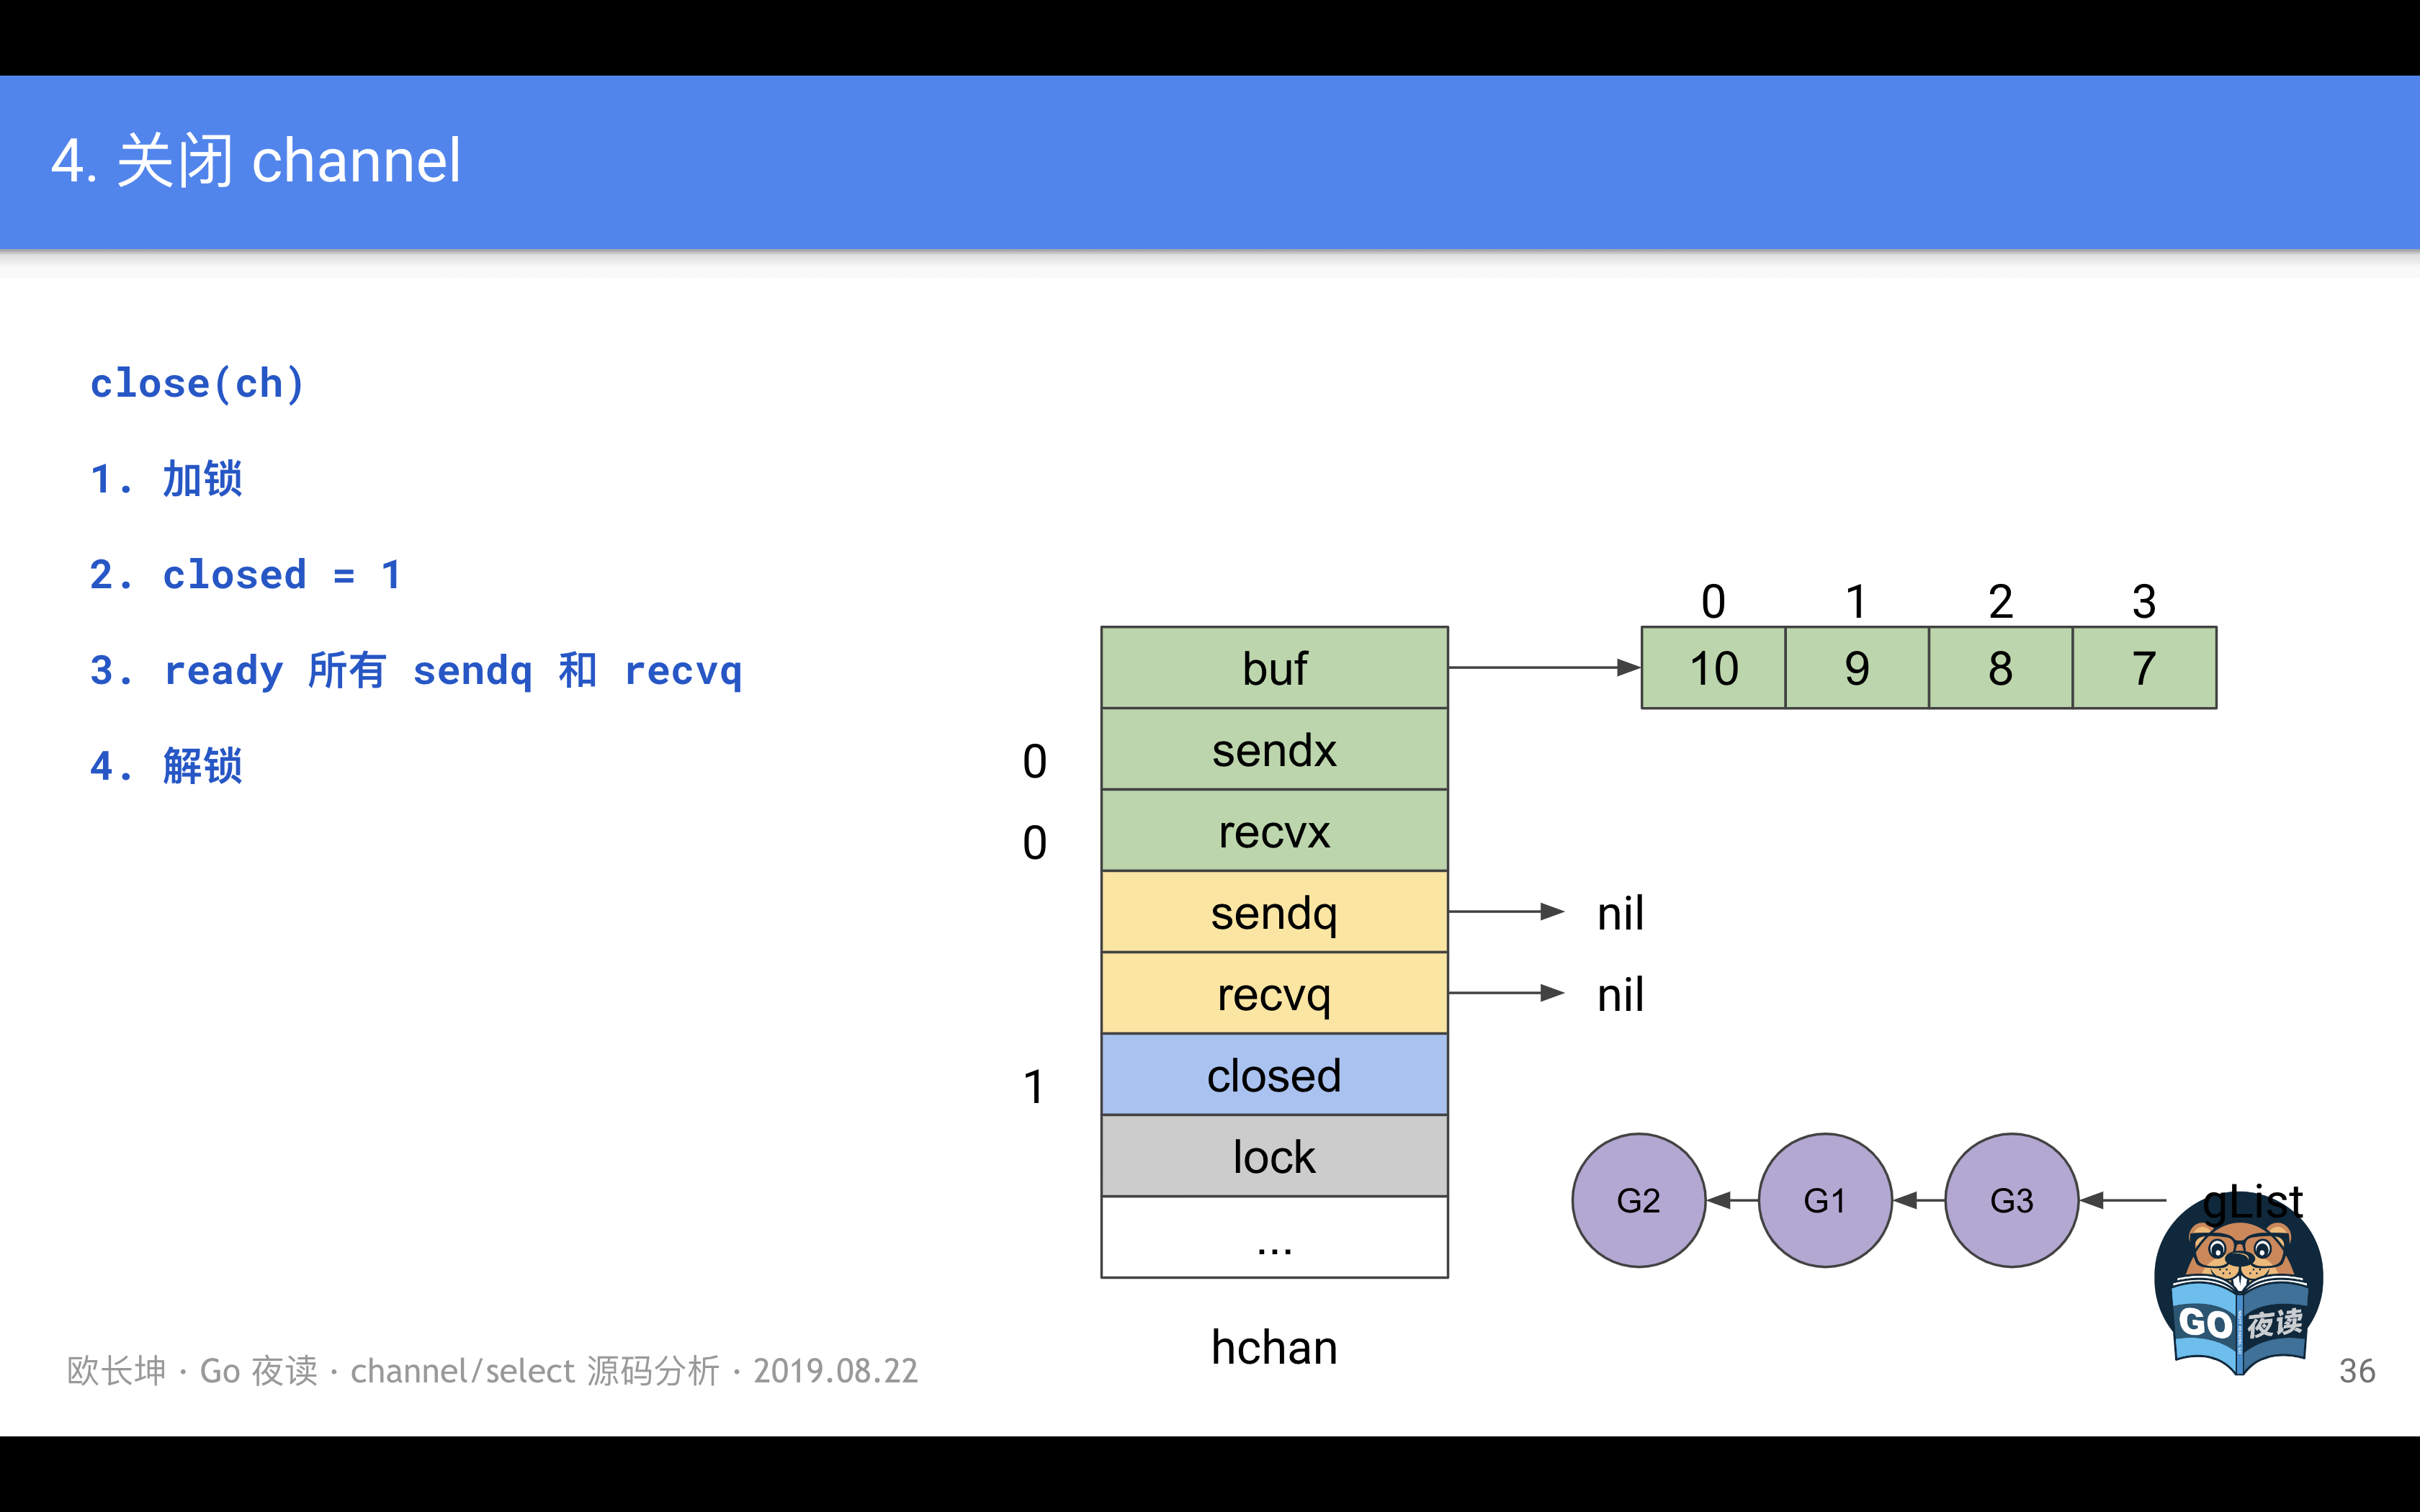 4. 关闭 channel
close(ch)
1. 加锁
2. closed = 1
3. ready 所有 sendq 和 recvq
4. 解锁
0 1 2 3
buf 10 9 8 7
0 sendx
0 recvx
sendq nil
recvq nil
1 closed
lock
G2 G1 G3 gList
...
GO 夜读
hchan
欧长坤 · Go 夜读 · channel/select 源码分析 · 2019.08.22
36